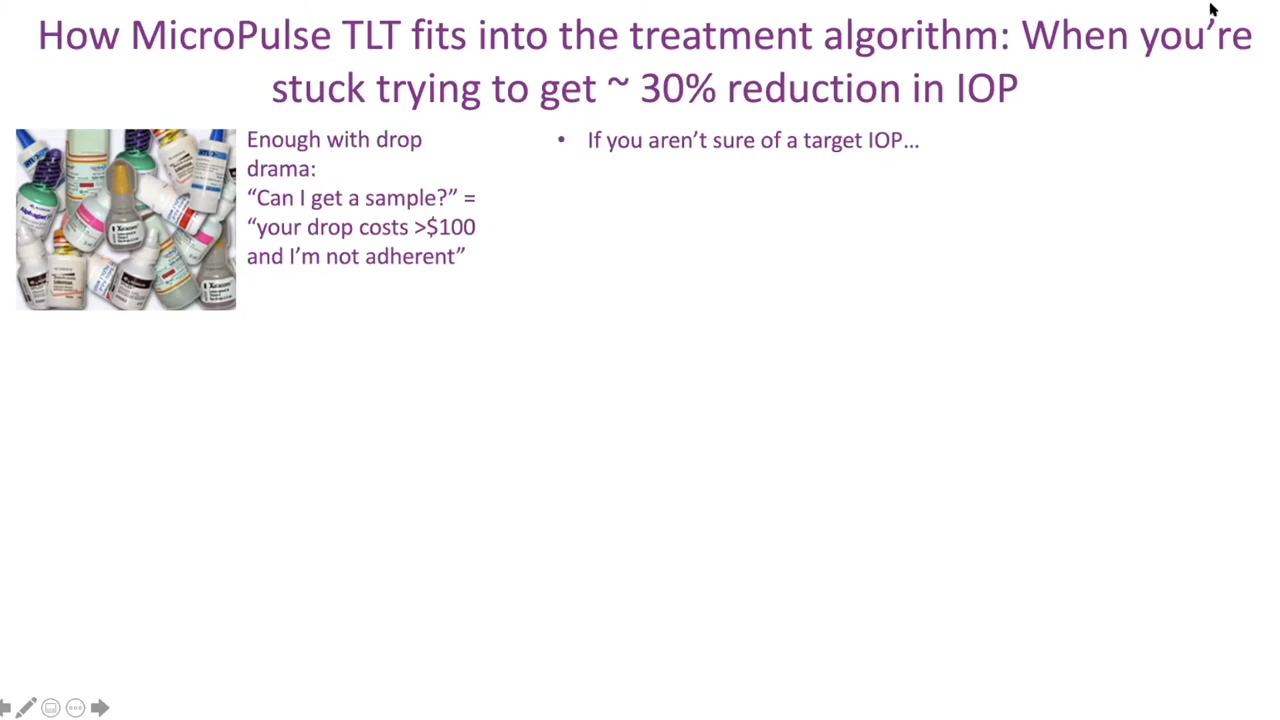 How MicroPulse TLT fits into the treatment algorithm: When you’re
stuck trying to get ~ 30% reduction in IOP
Enough with drop
drama:
“Can I get a sample?” =
“your drop costs >$100
and I’m not adherent”
• If you aren’t sure of a target IOP…